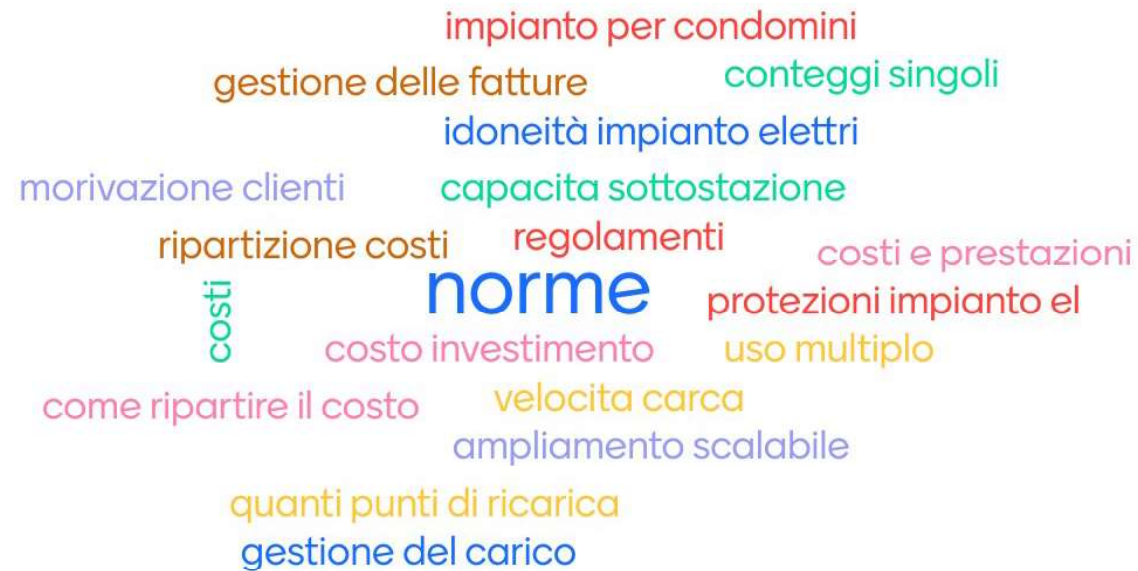 impianto per condomini
gestione delle fatture
conteggi singoli
idoneità impianto elettri
morivazione clienti
capacita sottostazione
ripartizione costi
regolamenti
costi e prestazioni
costi
norme
protezioni impianto el
costo investimento
uso multiplo
come ripartire il costo
velocita carca
ampliamento scalabile
quanti punti di ricarica
gestione del carico